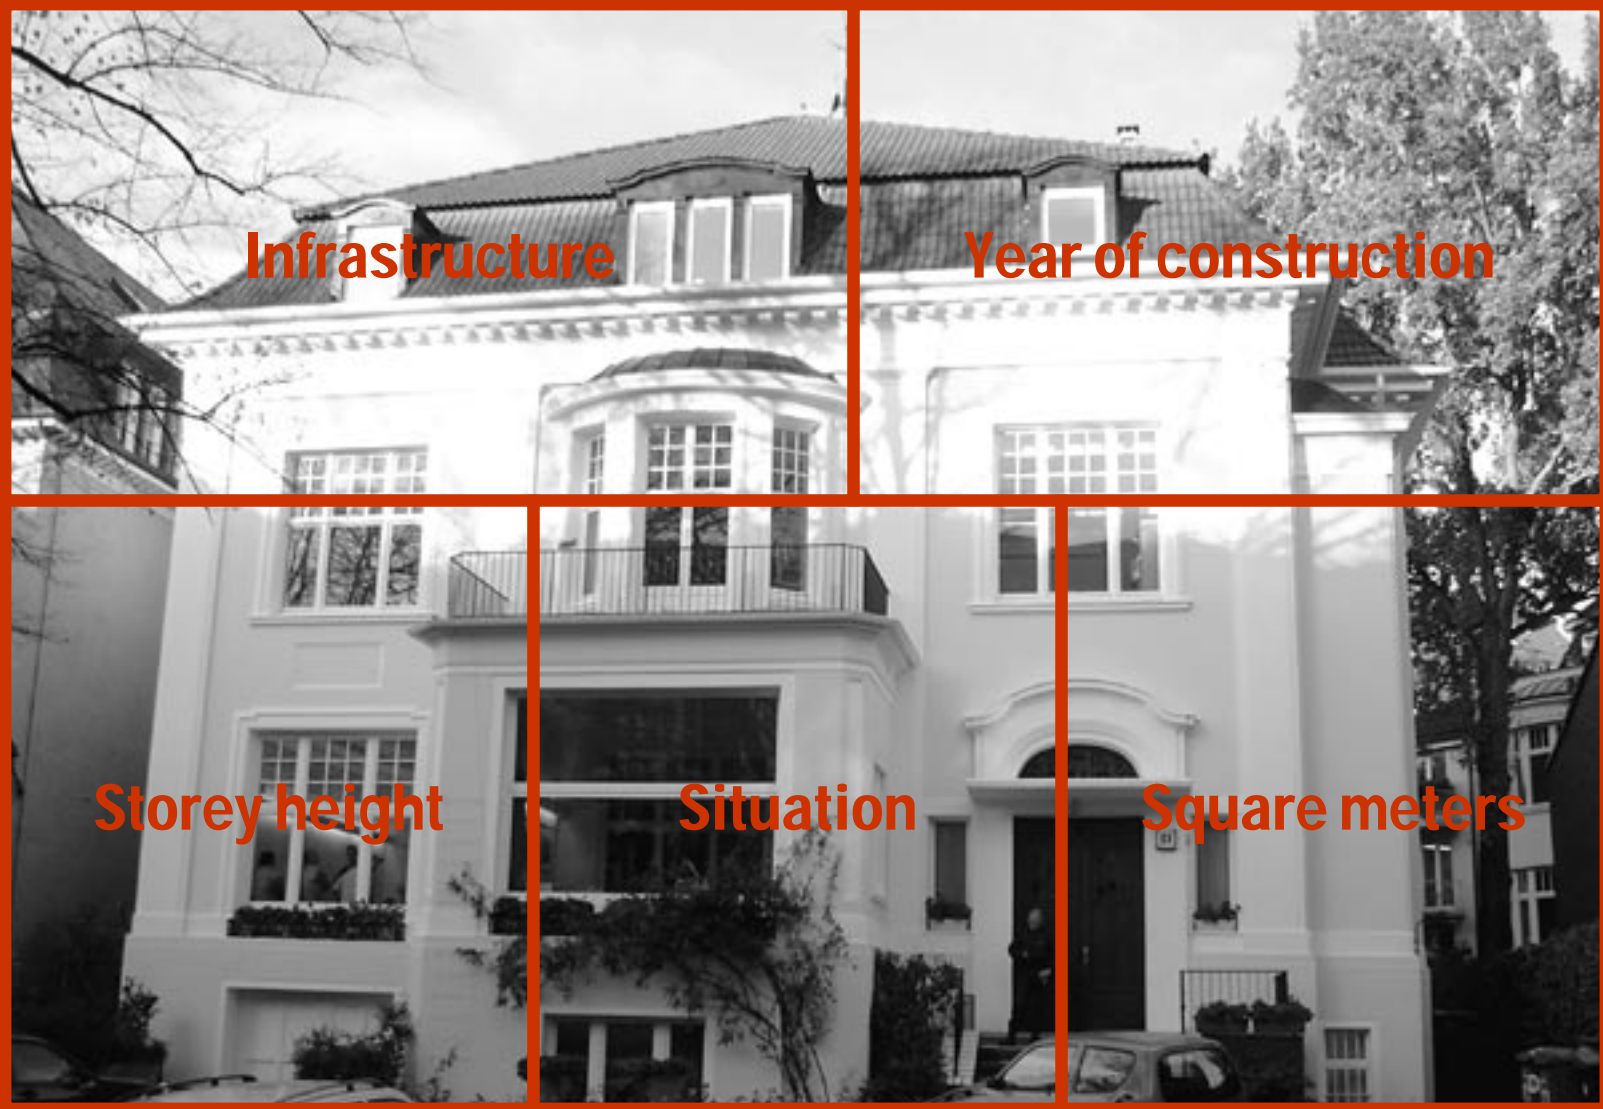 Infrastructure
Year of construction
Storey height
Situation
Square meters